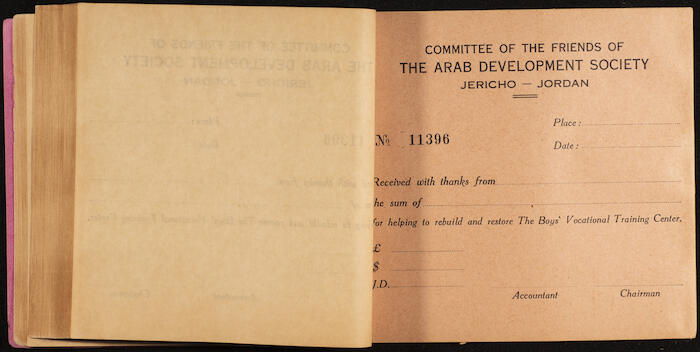 COMMITTEE OF THE FRIENDS OF
THE ARAB DEVELOPMENT SOCIETY
JERICHO — JORDAN
Place :
№ 11396
Date :
Received with thanks from
the sum of
for helping to rebuild and restore The Boys' Vocational Training Center.
£
$
J.D.
Accountant Chairman